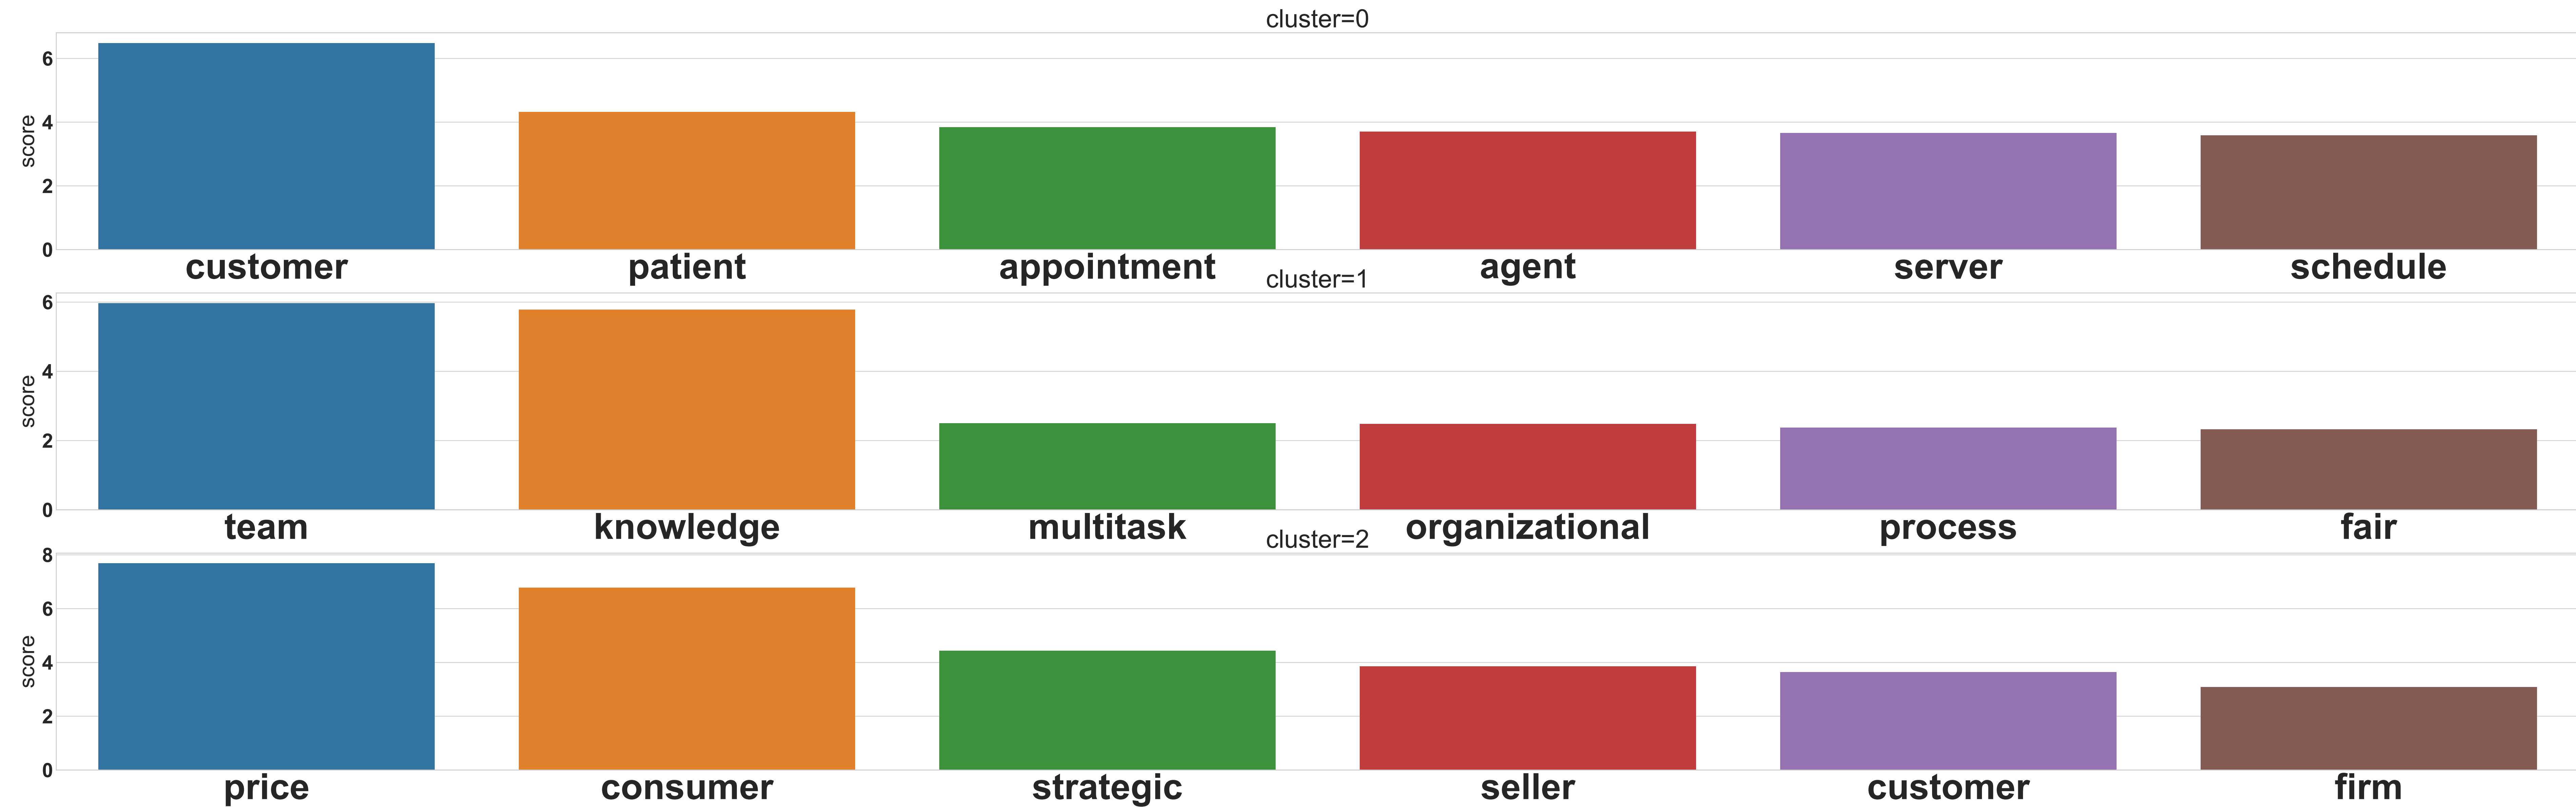 cluster=0
score
6
4
2
0
customer patient appointment agent server schedule
cluster=1
score
6
4
2
0
team knowledge multitask organizational process fair
cluster=2
score
8
6
4
2
0
price consumer strategic seller customer firm